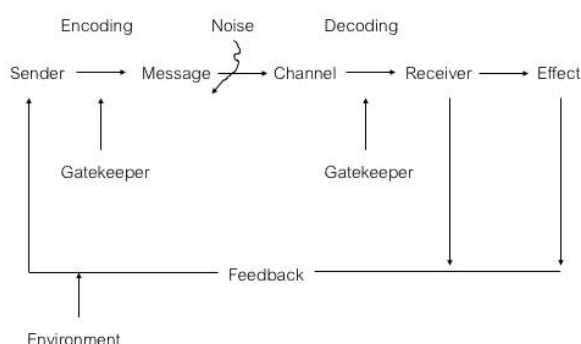 Encoding Noise Decoding
Sender Message Channel Receiver Effect
Gatekeeper Gatekeeper
Feedback
Environment